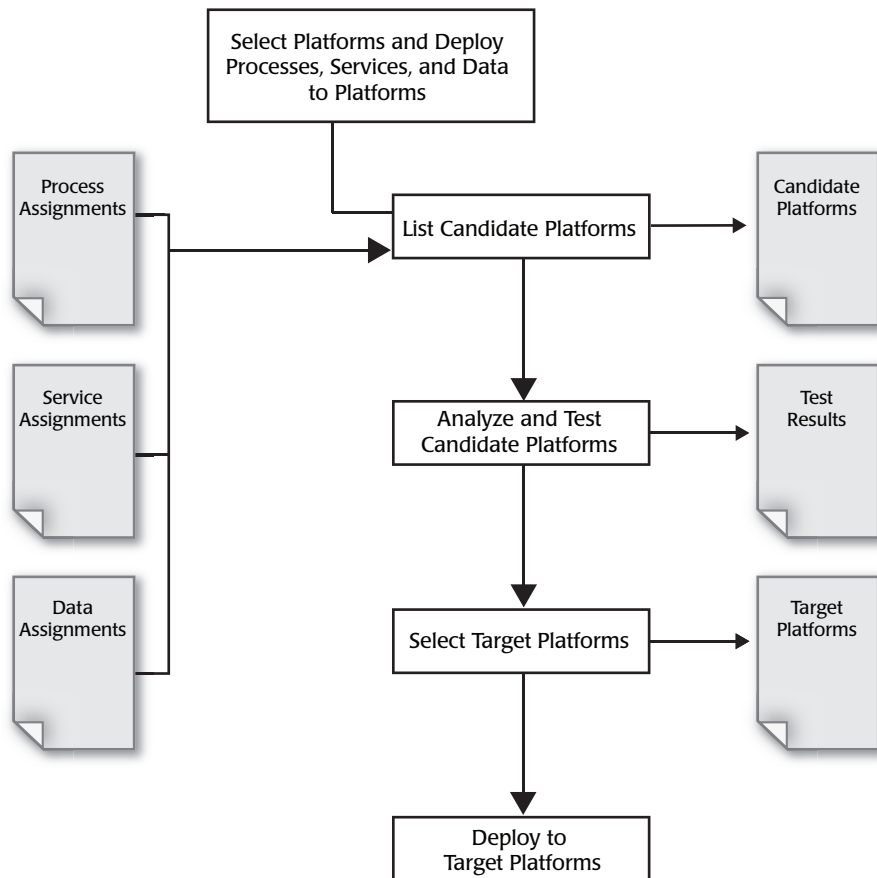 Select Platforms and Deploy
Processes, Services, and Data
to Platforms
Process
Assignments
List Candidate Platforms
Candidate
Platforms
Service
Assignments
Analyze and Test
Candidate Platforms
Test
Results
Data
Assignments
Select Target Platforms
Target
Platforms
Deploy to
Target Platforms